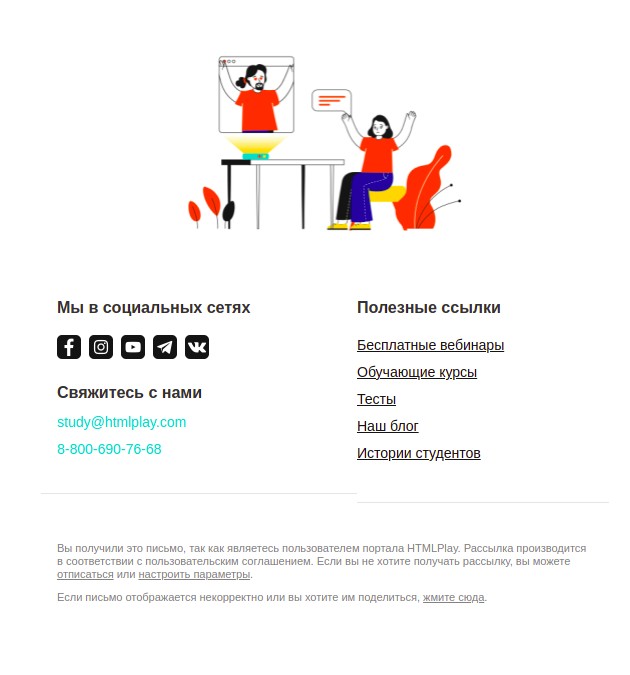 Мы в социальных сетях
Свяжитесь с нами
study@htmlplay.com
8-800-690-76-68
Полезные ссылки
Бесплатные вебинары
Обучающие курсы
Тесты
Наш блог
Истории студентов
Вы получили это письмо, так как являетесь пользователем портала HTMLPlay. Рассылка производится
в соответствии с пользовательским соглашением. Если вы не хотите получать рассылку, вы можете
отписаться или настроить параметры.
Если письмо отображается некорректно или вы хотите им поделиться, жмите сюда.